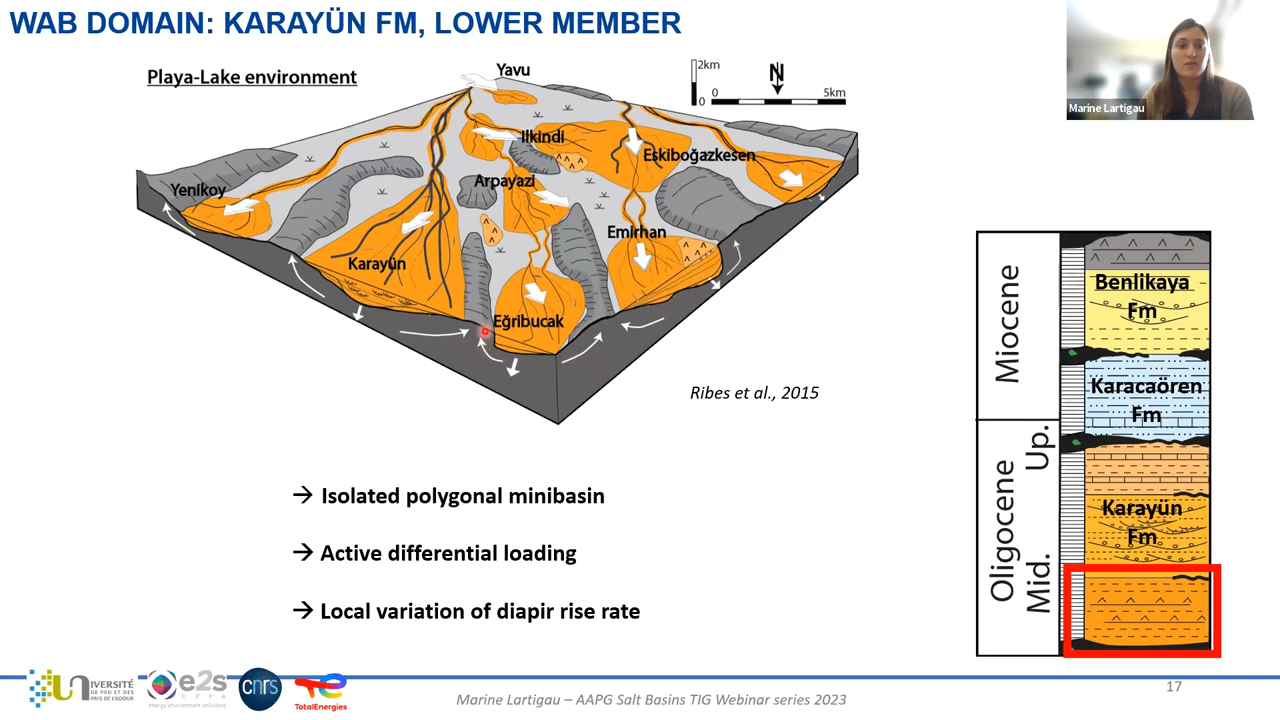 WAB DOMAIN: KARAYÜN FM, LOWER MEMBER
Playa-Lake environment
Yavu
2km
0
N
0
5km
Marine Lartigau
Ilkindi
Eskiboğazkesen
Yenikoy
Arpayazi
Emirhan
Karayün
Eğribucak
Ribes et al., 2015
→ Isolated polygonal minibasin
→ Active differential loading
→ Local variation of diapir rise rate
Miocene
Oligocene
Up.
Mid.
Benlikaya
Fm
Karacaören
Fm
Karayün
Fm
UNIVERSITÉ
DE PAU ET DES
PAYS DE L'ADOUR
e2s
UPPA
energy environment solutions
cnrs
TotalEnergies
Marine Lartigau – AAPG Salt Basins TIG Webinar series 2023
17